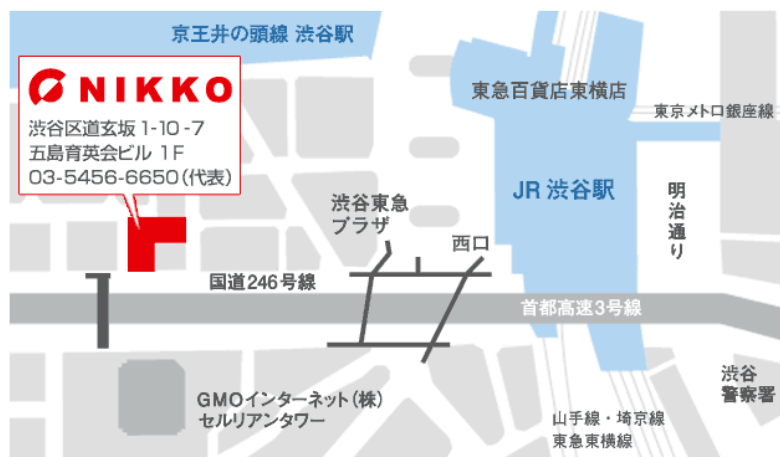 京王井の頭線 渋谷駅
NIKKO
渋谷区道玄坂 1-10-7
五島育英会ビル 1F
03-5456-6650(代表)
東急百貨店東横店
東京メトロ銀座線
JR 渋谷駅
明治通り
渋谷東急
プラザ
西口
国道246号線
首都高速3号線
GMOインターネット(株)
セルリアンタワー
山手線・埼京線
東急東横線
渋谷
警察署